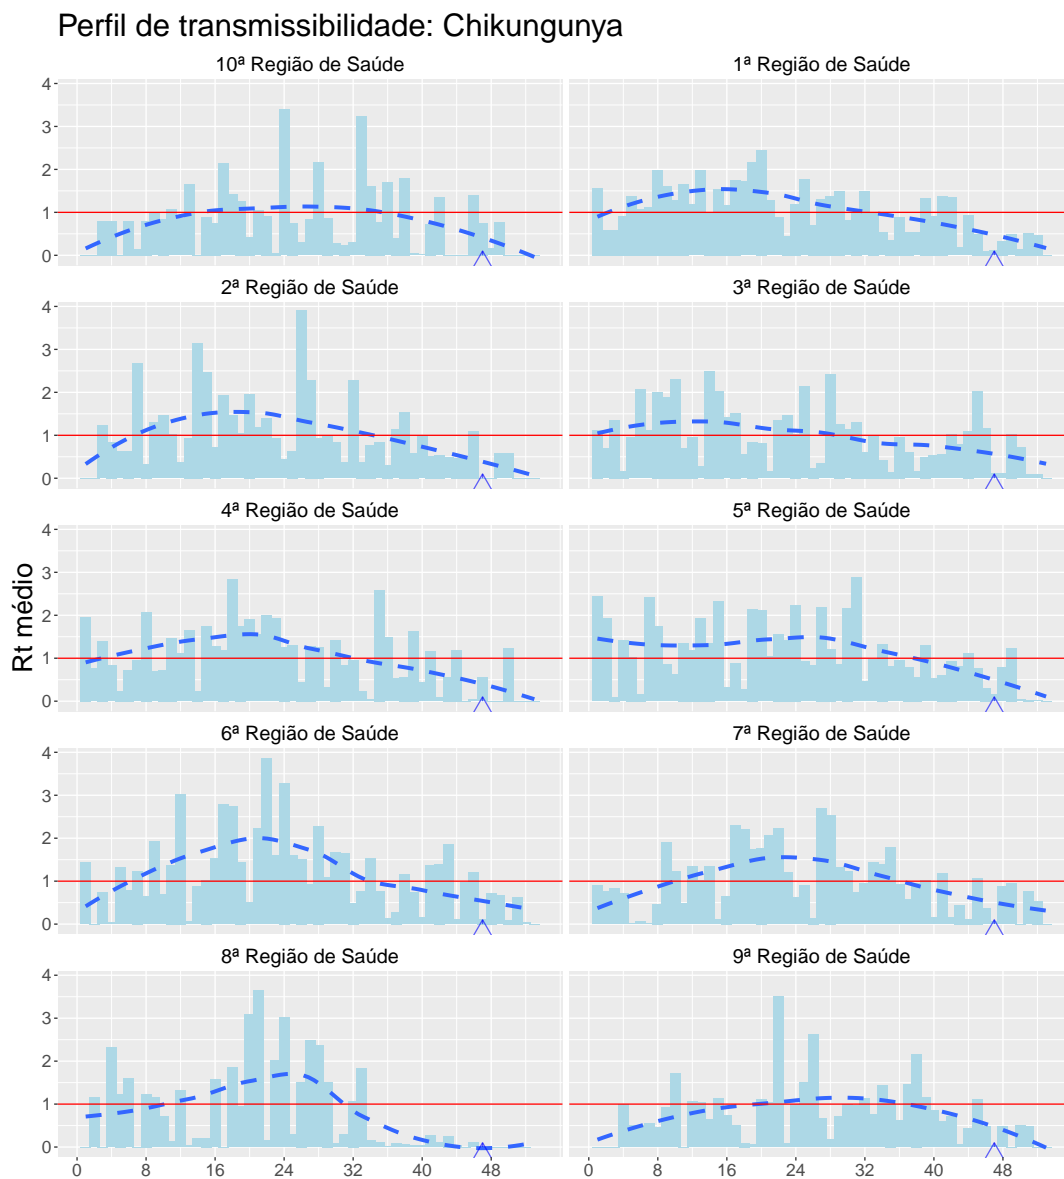 Perfil de transmissibilidade: Chikungunya
10ª Região de Saúde
1ª Região de Saúde
4
3
2
1
0
2ª Região de Saúde
3ª Região de Saúde
4
3
2
1
0
4ª Região de Saúde
5ª Região de Saúde
4
3
2
1
0
Rt médio
6ª Região de Saúde
7ª Região de Saúde
4
3
2
1
0
8ª Região de Saúde
9ª Região de Saúde
4
3
2
1
0
0 8 16 24 32 40 48
0 8 16 24 32 40 48